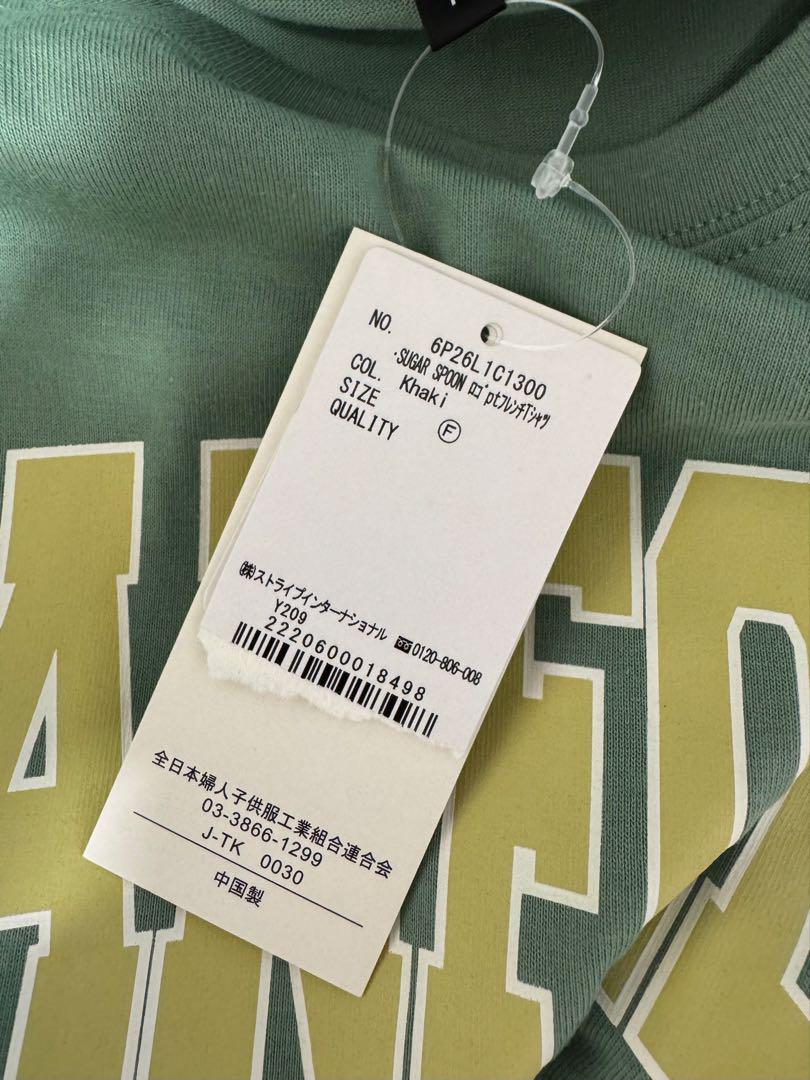 NO. 6P26L1C1300
.SUGAR SPOON ﾛｺﾞptﾌﾚﾝﾁTｼｬﾂ
COL. Khaki
SIZE Ⓕ
QUALITY
㈱ストライプインターナショナル
Y209 ☎0120-806-008
2220600018498
全日本婦人子供服工業組合連合会
03-3866-1299
J-TK 0030
中国製